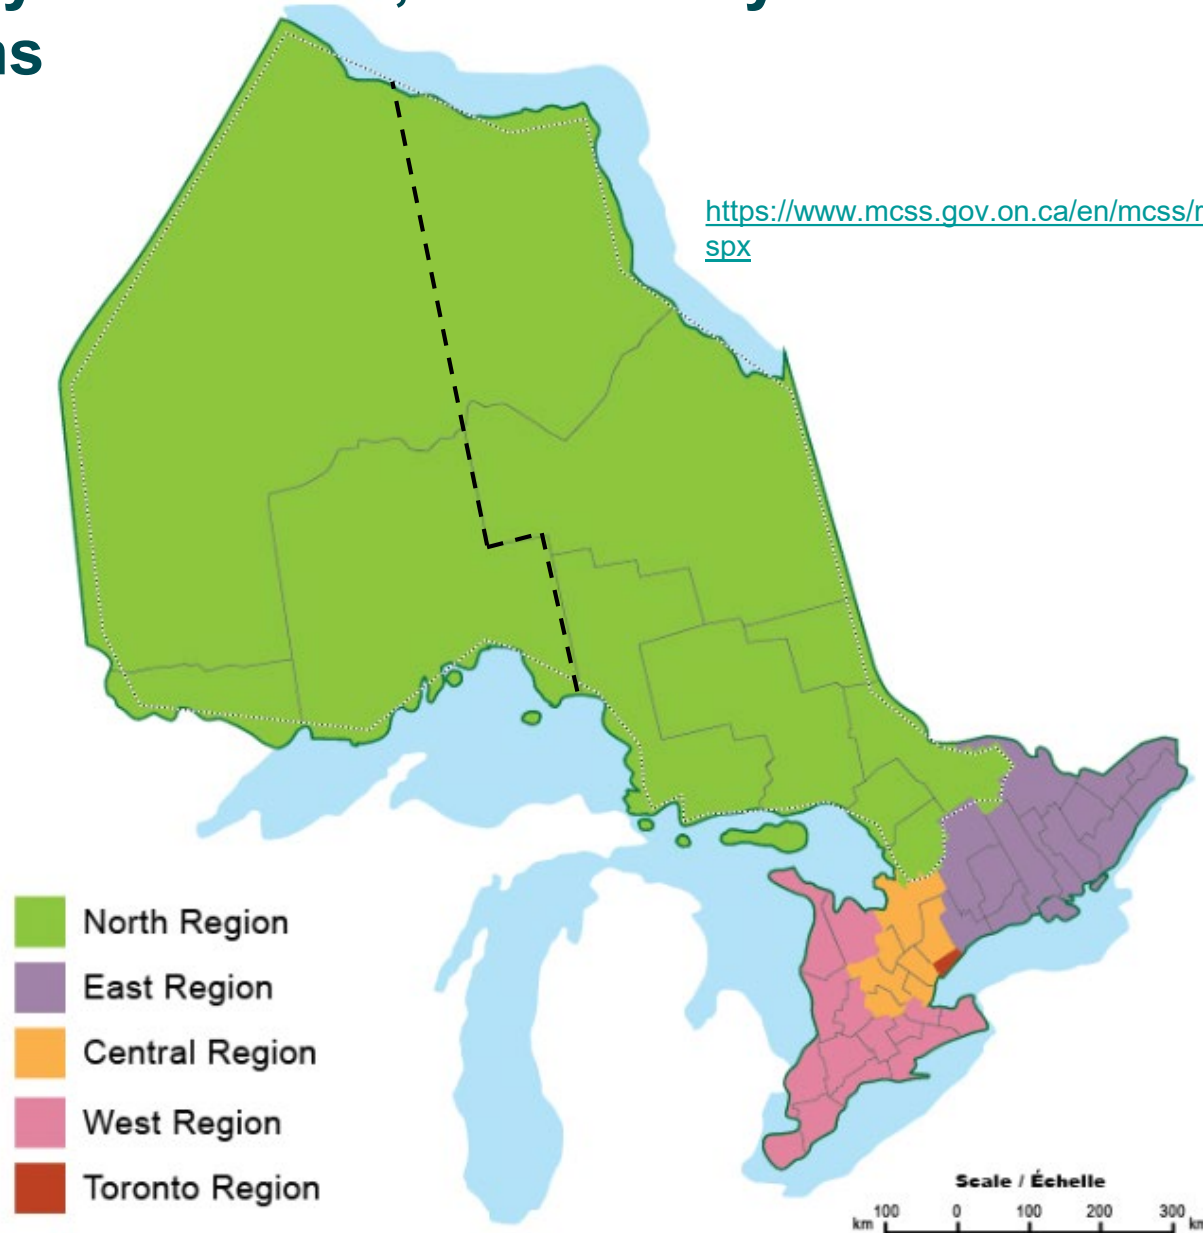 ns
https://www.mcss.gov.on.ca/en/mcss/r
spx
North Region
East Region
Central Region
West Region
Toronto Region
Scale / Échelle
km 100 0 100 200 300 km